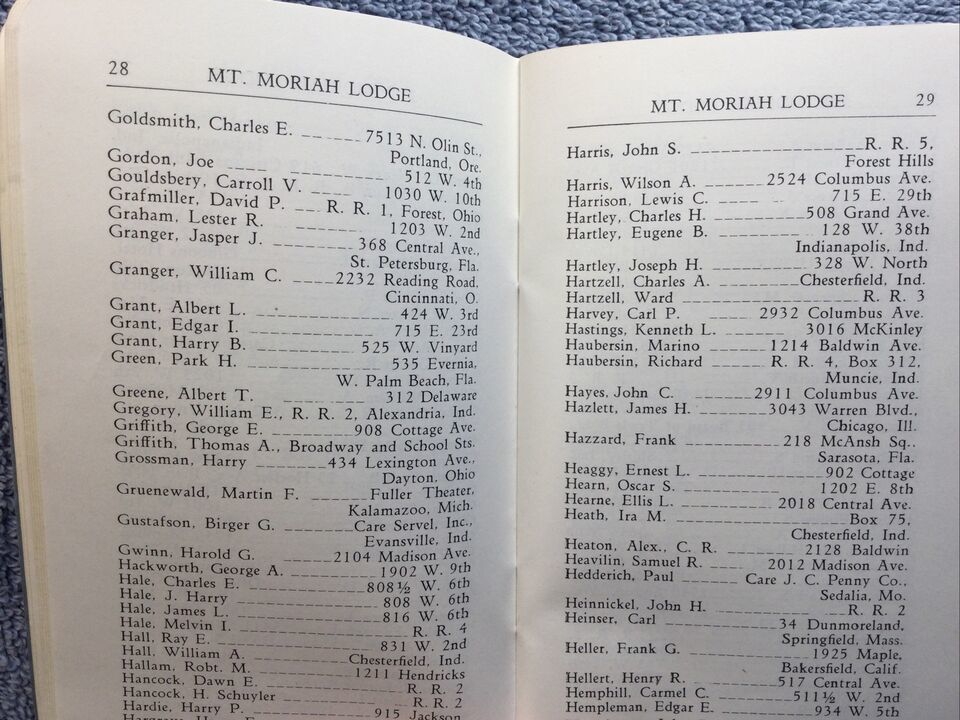 28
MT. MORIAH LODGE
Goldsmith, Charles E. ------ 7513 N. Olin St.,
Portland, Ore.
Gordon, Joe ------ 512 W. 4th
Gouldsbery, Carroll V. ------ 1030 W. 10th
Grafmiller, David P. --- R. R. 1, Forest, Ohio
Graham, Lester R. ------ 1203 W. 2nd
Granger, Jasper J. ------ 368 Central Ave.,
St. Petersburg, Fla.
Granger, William C. ----- 2232 Reading Road,
Cincinnati, O.
Grant, Albert L. ------ 424 W. 3rd
Grant, Edgar I. ------ 715 E. 23rd
Grant, Harry B. ------ 525 W. Vinyard
Green, Park H. ------ 535 Evernia,
W. Palm Beach, Fla.
Greene, Albert T. ------ 312 Delaware
Gregory, William E., R. R. 2, Alexandria, Ind.
Griffith, George E. ------ 908 Cottage Ave.
Griffith, Thomas A., Broadway and School Sts.
Grossman, Harry ------ 434 Lexington Ave.,
Dayton, Ohio
Gruenewald, Martin F. ------ Fuller Theater,
Kalamazoo, Mich.
Gustafson, Birger G. ------ Care Servel, Inc.,
Evansville, Ind.
Gwinn, Harold G. ------ 2104 Madison Ave.
Hackworth, George A. ------ 1902 W. 9th
Hale, Charles E. ------ 808½ W. 6th
Hale, J. Harry ------ 808 W. 6th
Hale, James L. ------ 816 W. 6th
Hale, Melvin I. ------ R. R. 4
Hall, Ray E. ------ 831 W. 2nd
Hall, William A. ------ Chesterfield, Ind.
Hallam, Robt. M. ------ 1211 Hendricks
Hancock, Dawn E. ------ R. R. 2
Hancock, H. Schuyler ------ R. R. 2
Hardie, Harry P. ------ 915 Jackson
MT. MORIAH LODGE
29
Harris, John S. ------ R. R. 5,
Forest Hills
Harris, Wilson A. ------ 2524 Columbus Ave.
Harrison, Lewis C. ------ 715 E. 29th
Hartley, Charles H. ------ 508 Grand Ave.
Hartley, Eugene B. ------ 128 W. 38th
Indianapolis, Ind.
Hartley, Joseph H. ------ 328 W. North
Hartzell, Charles A. ------ Chesterfield, Ind.
Hartzell, Ward ------ R. R. 3
Harvey, Carl P. ------ 2932 Columbus Ave.
Hastings, Kenneth L. ------ 3016 McKinley
Haubersin, Marino ------ 1214 Baldwin Ave.
Haubersin, Richard ------ R. R. 4, Box 312,
Muncie, Ind.
Hayes, John C. ------ 2911 Columbus Ave.
Hazlett, James H. ------ 3043 Warren Blvd.,
Chicago, Ill.
Hazzard, Frank ------ 218 McAnsh Sq.,
Sarasota, Fla.
Heaggy, Ernest L. ------ 902 Cottage
Hearn, Oscar S. ------ 1202 E. 8th
Hearne, Ellis L. ------ 2018 Central Ave.
Heath, Ira M. ------ Box 75,
Chesterfield, Ind.
Heaton, Alex., C. R. ------ 2128 Baldwin
Heavilin, Samuel R. ------ 2012 Madison Ave.
Hedderich, Paul ------ Care J. C. Penny Co.,
Sedalia, Mo.
Heinnickel, John H. ------ R. R. 2
Heinser, Carl ------ 34 Dunmoreland,
Springfield, Mass.
Heller, Frank G. ------ 1925 Maple,
Bakersfield, Calif.
Hellert, Henry R. ------ 517 Central Ave.
Hemphill, Carmel C. ------ 511½ W. 2nd
Hempleman, Edgar E. ------ 934 W. 5th